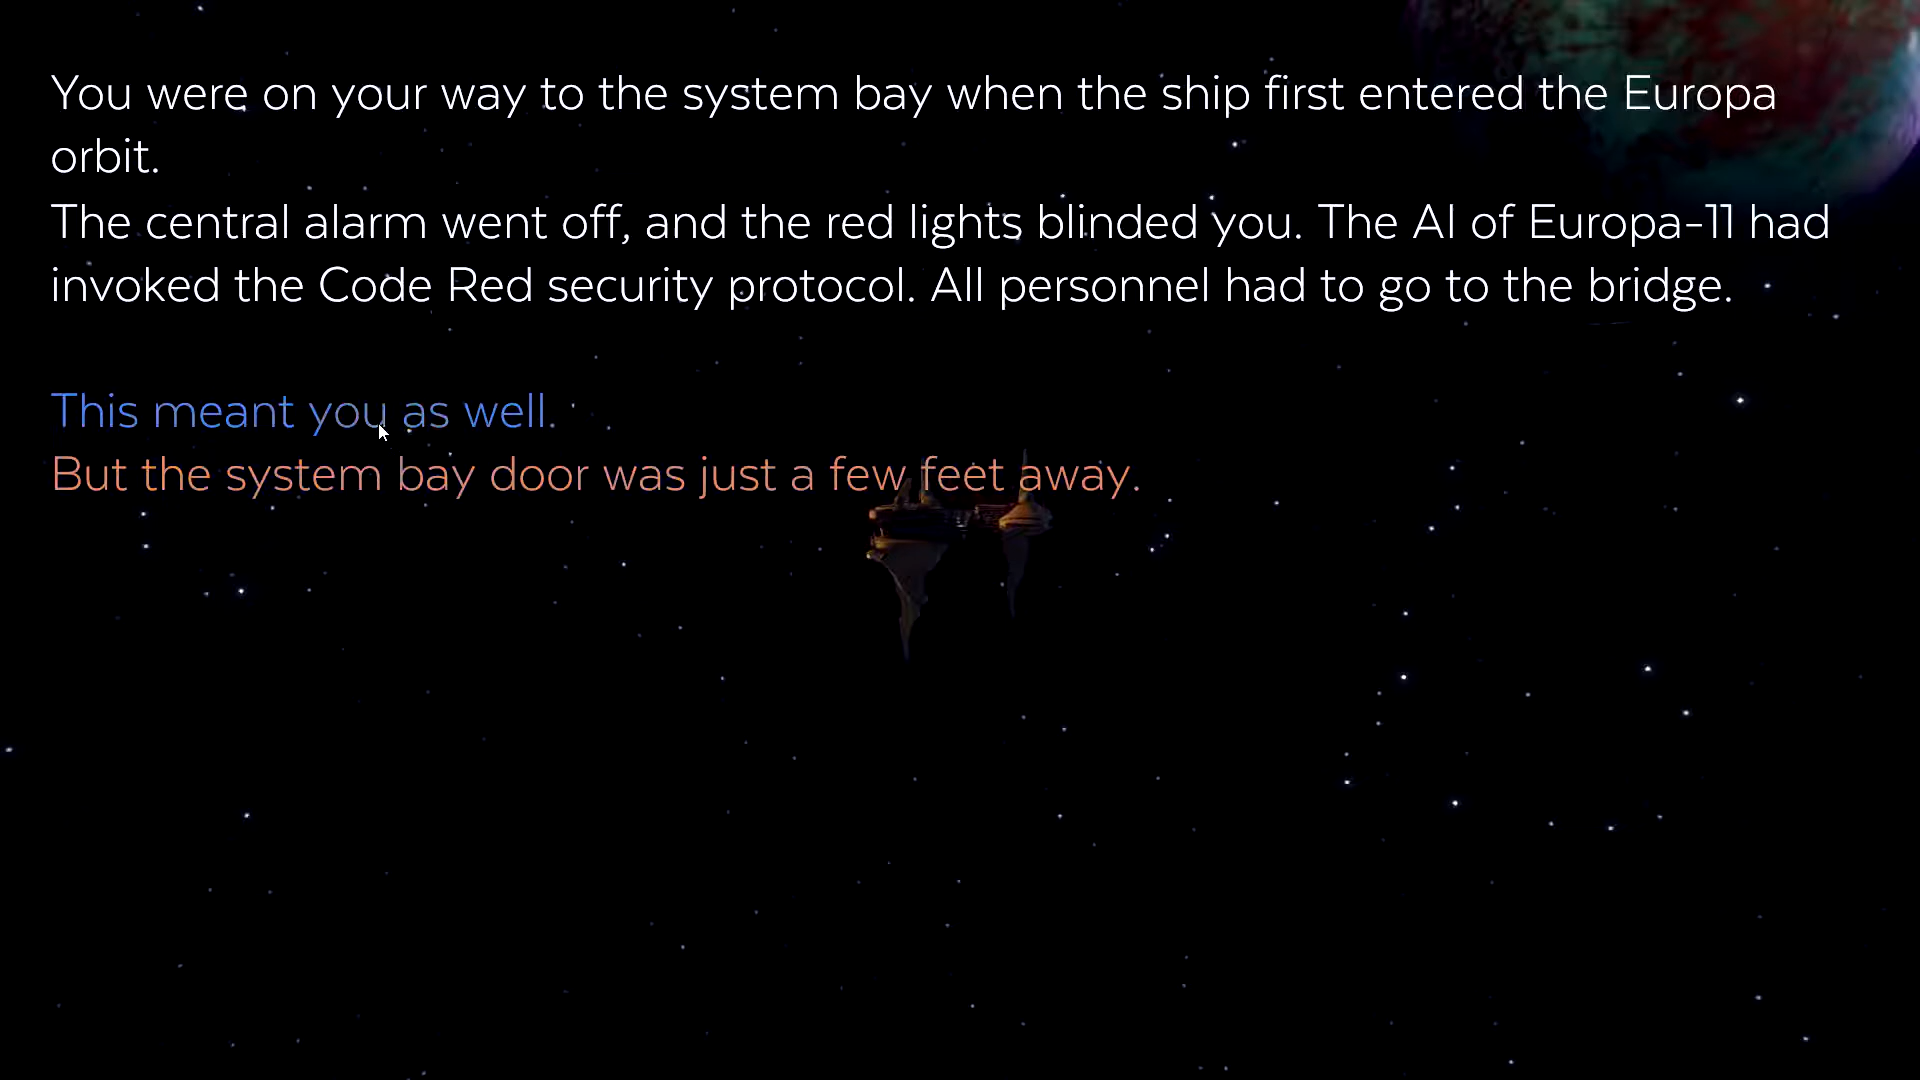 You were on your way to the system bay when the ship first entered the Europa
orbit.
The central alarm went off, and the red lights blinded you. The AI of Europa-11 had
invoked the Code Red security protocol. All personnel had to go to the bridge.
This meant you as well.
But the system bay door was just a few feet away.